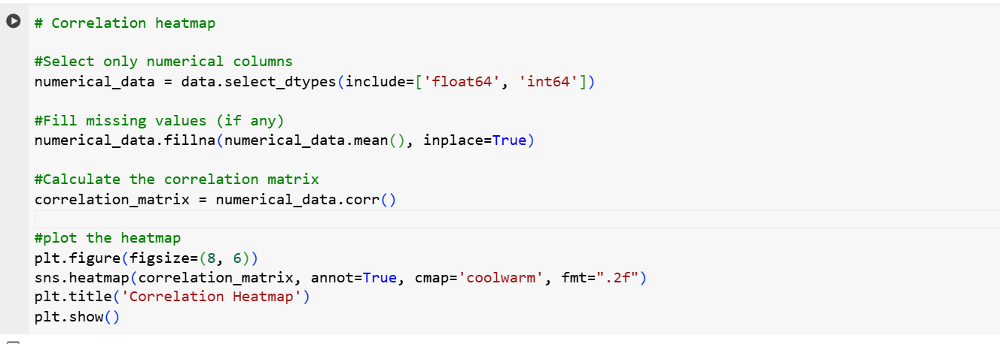 # Correlation heatmap
#Select only numerical columns
numerical_data = data.select_dtypes(include=['float64', 'int64'])
#Fill missing values (if any)
numerical_data.fillna(numerical_data.mean(), inplace=True)
#Calculate the correlation matrix
correlation_matrix = numerical_data.corr()
#plot the heatmap
plt.figure(figsize=(8, 6))
sns.heatmap(correlation_matrix, annot=True, cmap='coolwarm', fmt=".2f")
plt.title('Correlation Heatmap')
plt.show()